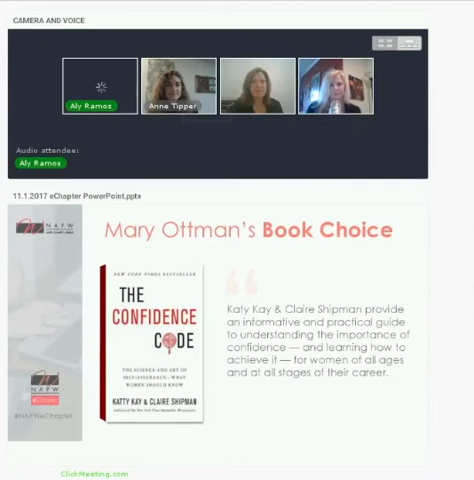 CAMERA AND VOICE
Aly Ramos
Anne Tipper
Audio attendee:
Aly Ramos
11.1.2017 eChapter PowerPoint.pptx
NAPW
Mary Ottman's Book Choice
NEW YORK TIMES BESTSELLER
THE
CONFIDENCE
CODE
THE SCIENCE AND ART OF
SELF-ASSURANCE—WHAT
WOMEN SHOULD KNOW
KATTY KAY & CLAIRE SHIPMAN
“
Katy Kay & Claire Shipman provide
an informative and practical guide
to understanding the importance of
confidence — and learning how to
achieve it — for women of all ages
and at all stages of their career.
NAPW
eChapter
#NAPWeChapter
ClickMeeting.com